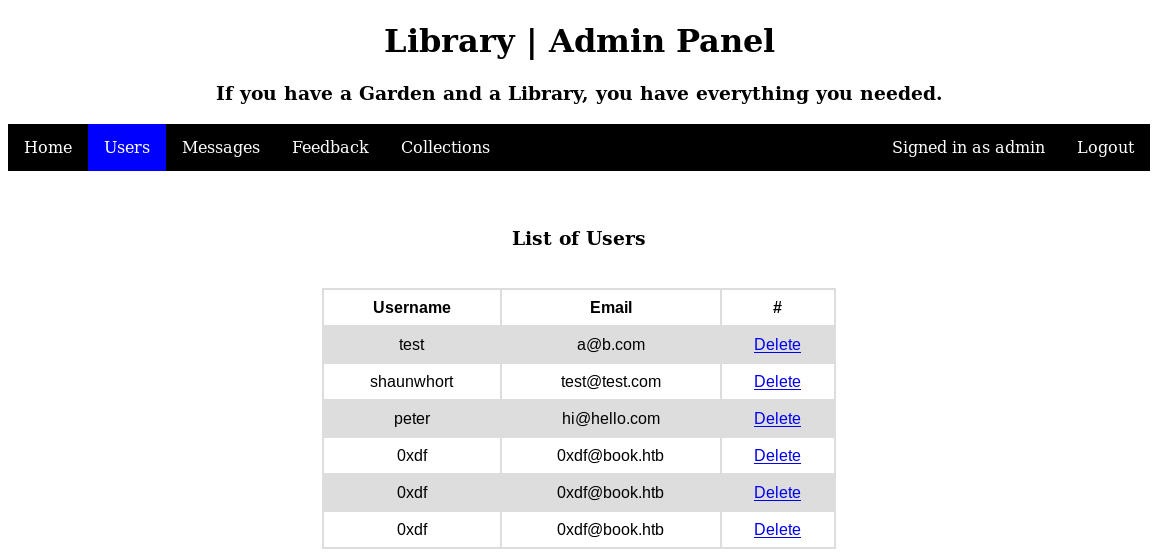 Library | Admin Panel
If you have a Garden and a Library, you have everything you needed.
Home Users Messages Feedback Collections Signed in as admin Logout
List of Users
Username Email #
test a@b.com Delete
shaunwhort test@test.com Delete
peter hi@hello.com Delete
0xdf 0xdf@book.htb Delete
0xdf 0xdf@book.htb Delete
0xdf 0xdf@book.htb Delete